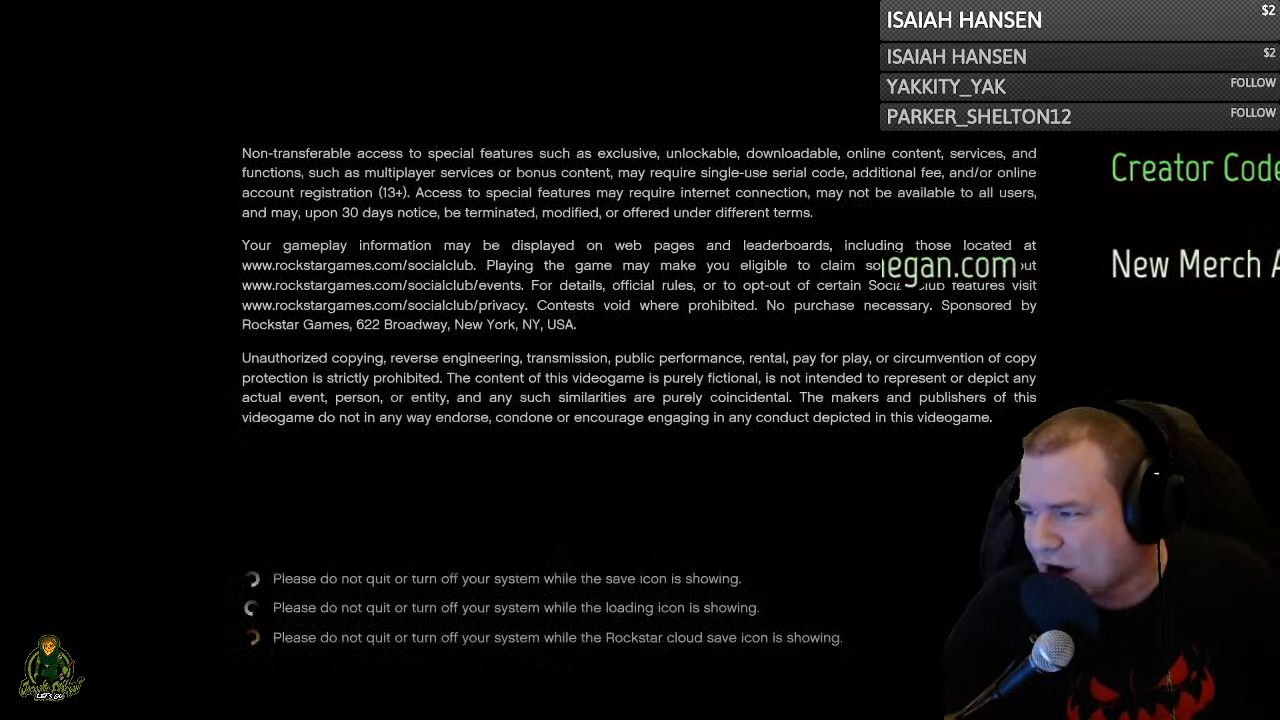 ISAIAH HANSEN $2
ISAIAH HANSEN $2
YAKKITY_YAK FOLLOW
PARKER_SHELTON12 FOLLOW
Non-transferable access to special features such as exclusive, unlockable, downloadable, online content, services, and
functions, such as multiplayer services or bonus content, may require single-use serial code, additional fee, and/or online
account registration (13+). Access to special features may require internet connection, may not be available to all users,
and may, upon 30 days notice, be terminated, modified, or offered under different terms.
Creator Code
Your gameplay information may be displayed on web pages and leaderboards, including those located at
www.rockstargames.com/socialclub. Playing the game may make you eligible to claim
egan.com
New Merch A
www.rockstargames.com/socialclub/events. For details, official rules, or to opt-out of certain Social Club features visit
www.rockstargames.com/socialclub/privacy. Contests void where prohibited. No purchase necessary. Sponsored by
Rockstar Games, 622 Broadway, New York, NY, USA.
Unauthorized copying, reverse engineering, transmission, public performance, rental, pay for play, or circumvention of copy
protection is strictly prohibited. The content of this videogame is purely fictional, is not intended to represent or depict any
actual event, person, or entity, and any such similarities are purely coincidental. The makers and publishers of this
videogame do not in any way endorse, condone or encourage engaging in any conduct depicted in this videogame.
Please do not quit or turn off your system while the save icon is showing.
Please do not quit or turn off your system while the loading icon is showing.
Please do not quit or turn off your system while the Rockstar cloud save icon is showing.
LET'S GO